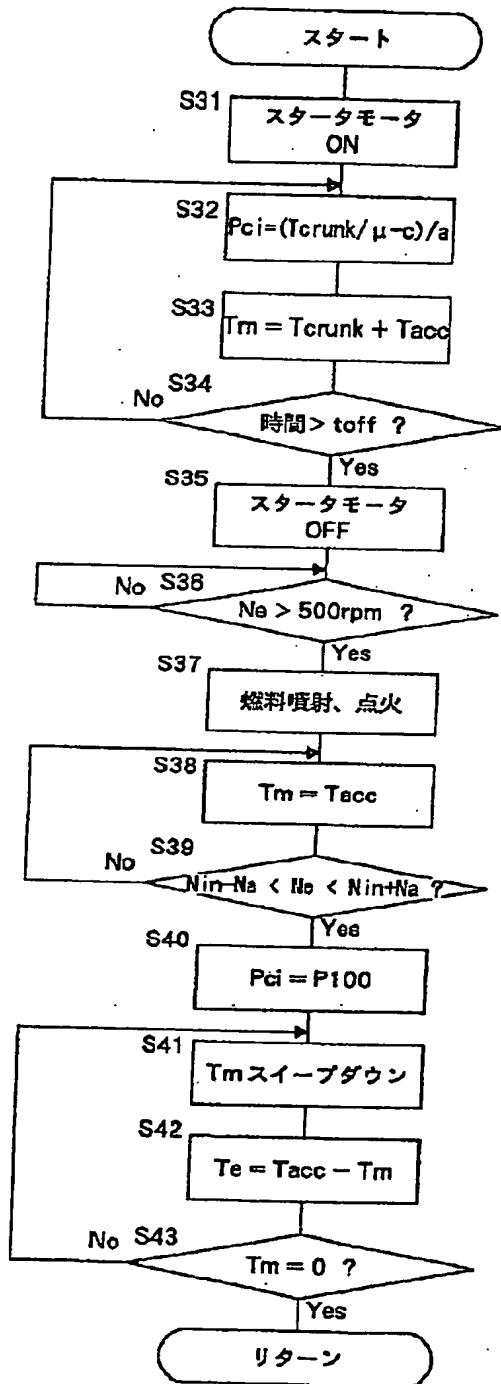 スタート
S31
スタータモータ
ON
S32
Pci=(Tcrunk/μ-c)/a
S33
Tm = Tcrunk + Tacc
S34
No
時間> toff ?
Yes
S35
スタータモータ
OFF
No S36
Ne > 500rpm ?
Yes
S37
燃料噴射、点火
S38
Tm = Tacc
S39
No
Nin-Na < Ne < Nin+Na ?
Yes
S40
Pci = P100
S41
Tmスイープダウン
S42
Te = Tacc - Tm
No S43
Tm = 0 ?
Yes
リターン